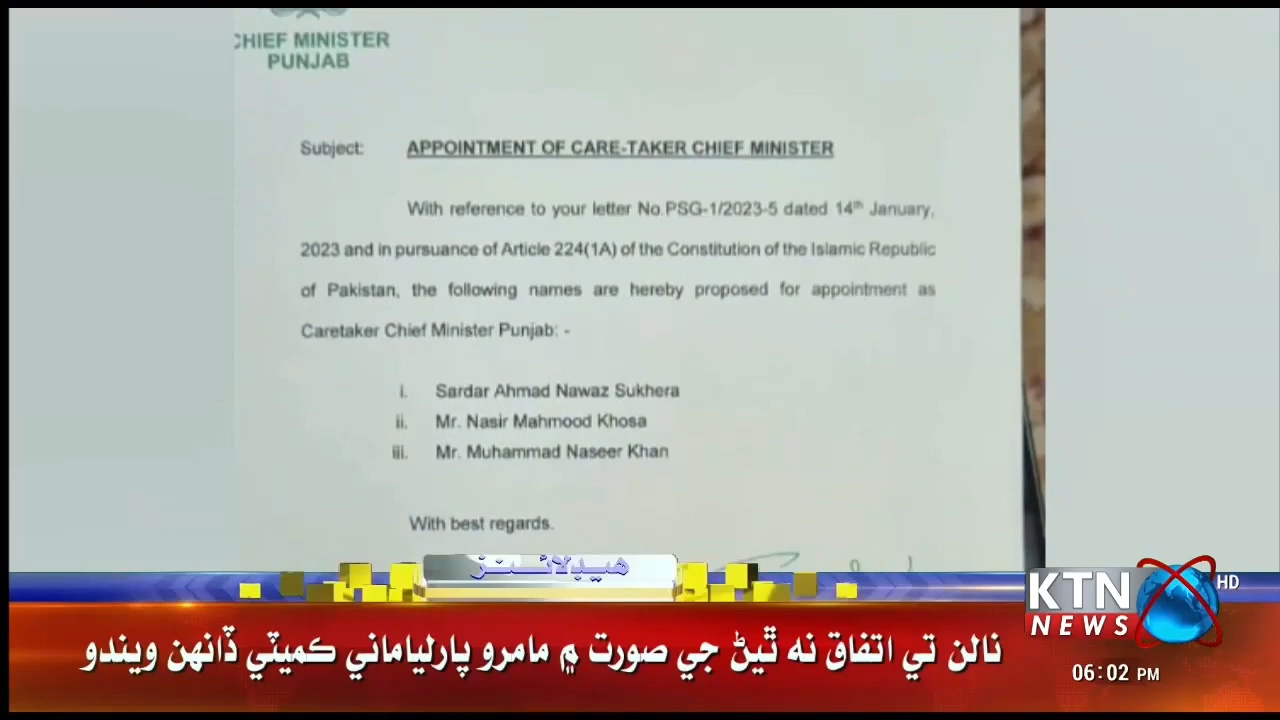 CHIEF MINISTER
PUNJAB
Subject: APPOINTMENT OF CARE-TAKER CHIEF MINISTER
With reference to your letter No.PSG-1/2023-5 dated 14th January,
2023 and in pursuance of Article 224(1A) of the Constitution of the Islamic Republic
of Pakistan, the following names are hereby proposed for appointment as
Caretaker Chief Minister Punjab: -
i. Sardar Ahmad Nawaz Sukhera
ii. Mr. Nasir Mahmood Khosa
iii. Mr. Muhammad Naseer Khan
With best regards.
هيڊلائنز
نالن تي اتفاق نه ٿيڻ جي صورت ۾ مامرو پارلياماني ڪميٽي ڏانهن ويندو
KTN
NEWS
HD
06:02 PM